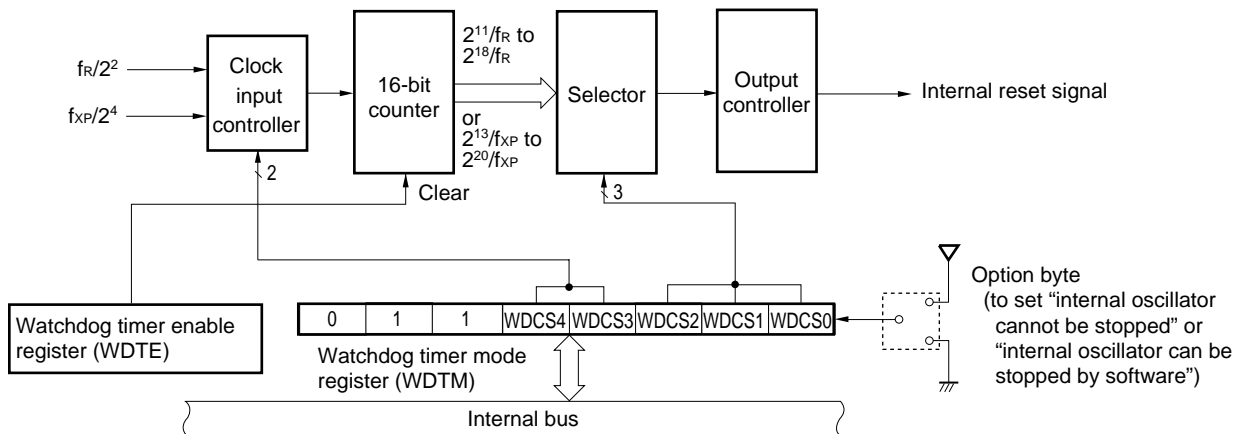 fR/2²
fXP/2⁴
Clock
input
controller
2
16-bit
counter
Clear
2¹¹/fR to
2¹⁸/fR
or
2¹³/fXP to
2²⁰/fXP
Selector
3
Output
controller
Internal reset signal
Watchdog timer enable
register (WDTE)
0 1 1 WDCS4 WDCS3 WDCS2 WDCS1 WDCS0
Watchdog timer mode
register (WDTM)
Option byte
(to set “internal oscillator
cannot be stopped” or
“internal oscillator can be
stopped by software”)
Internal bus